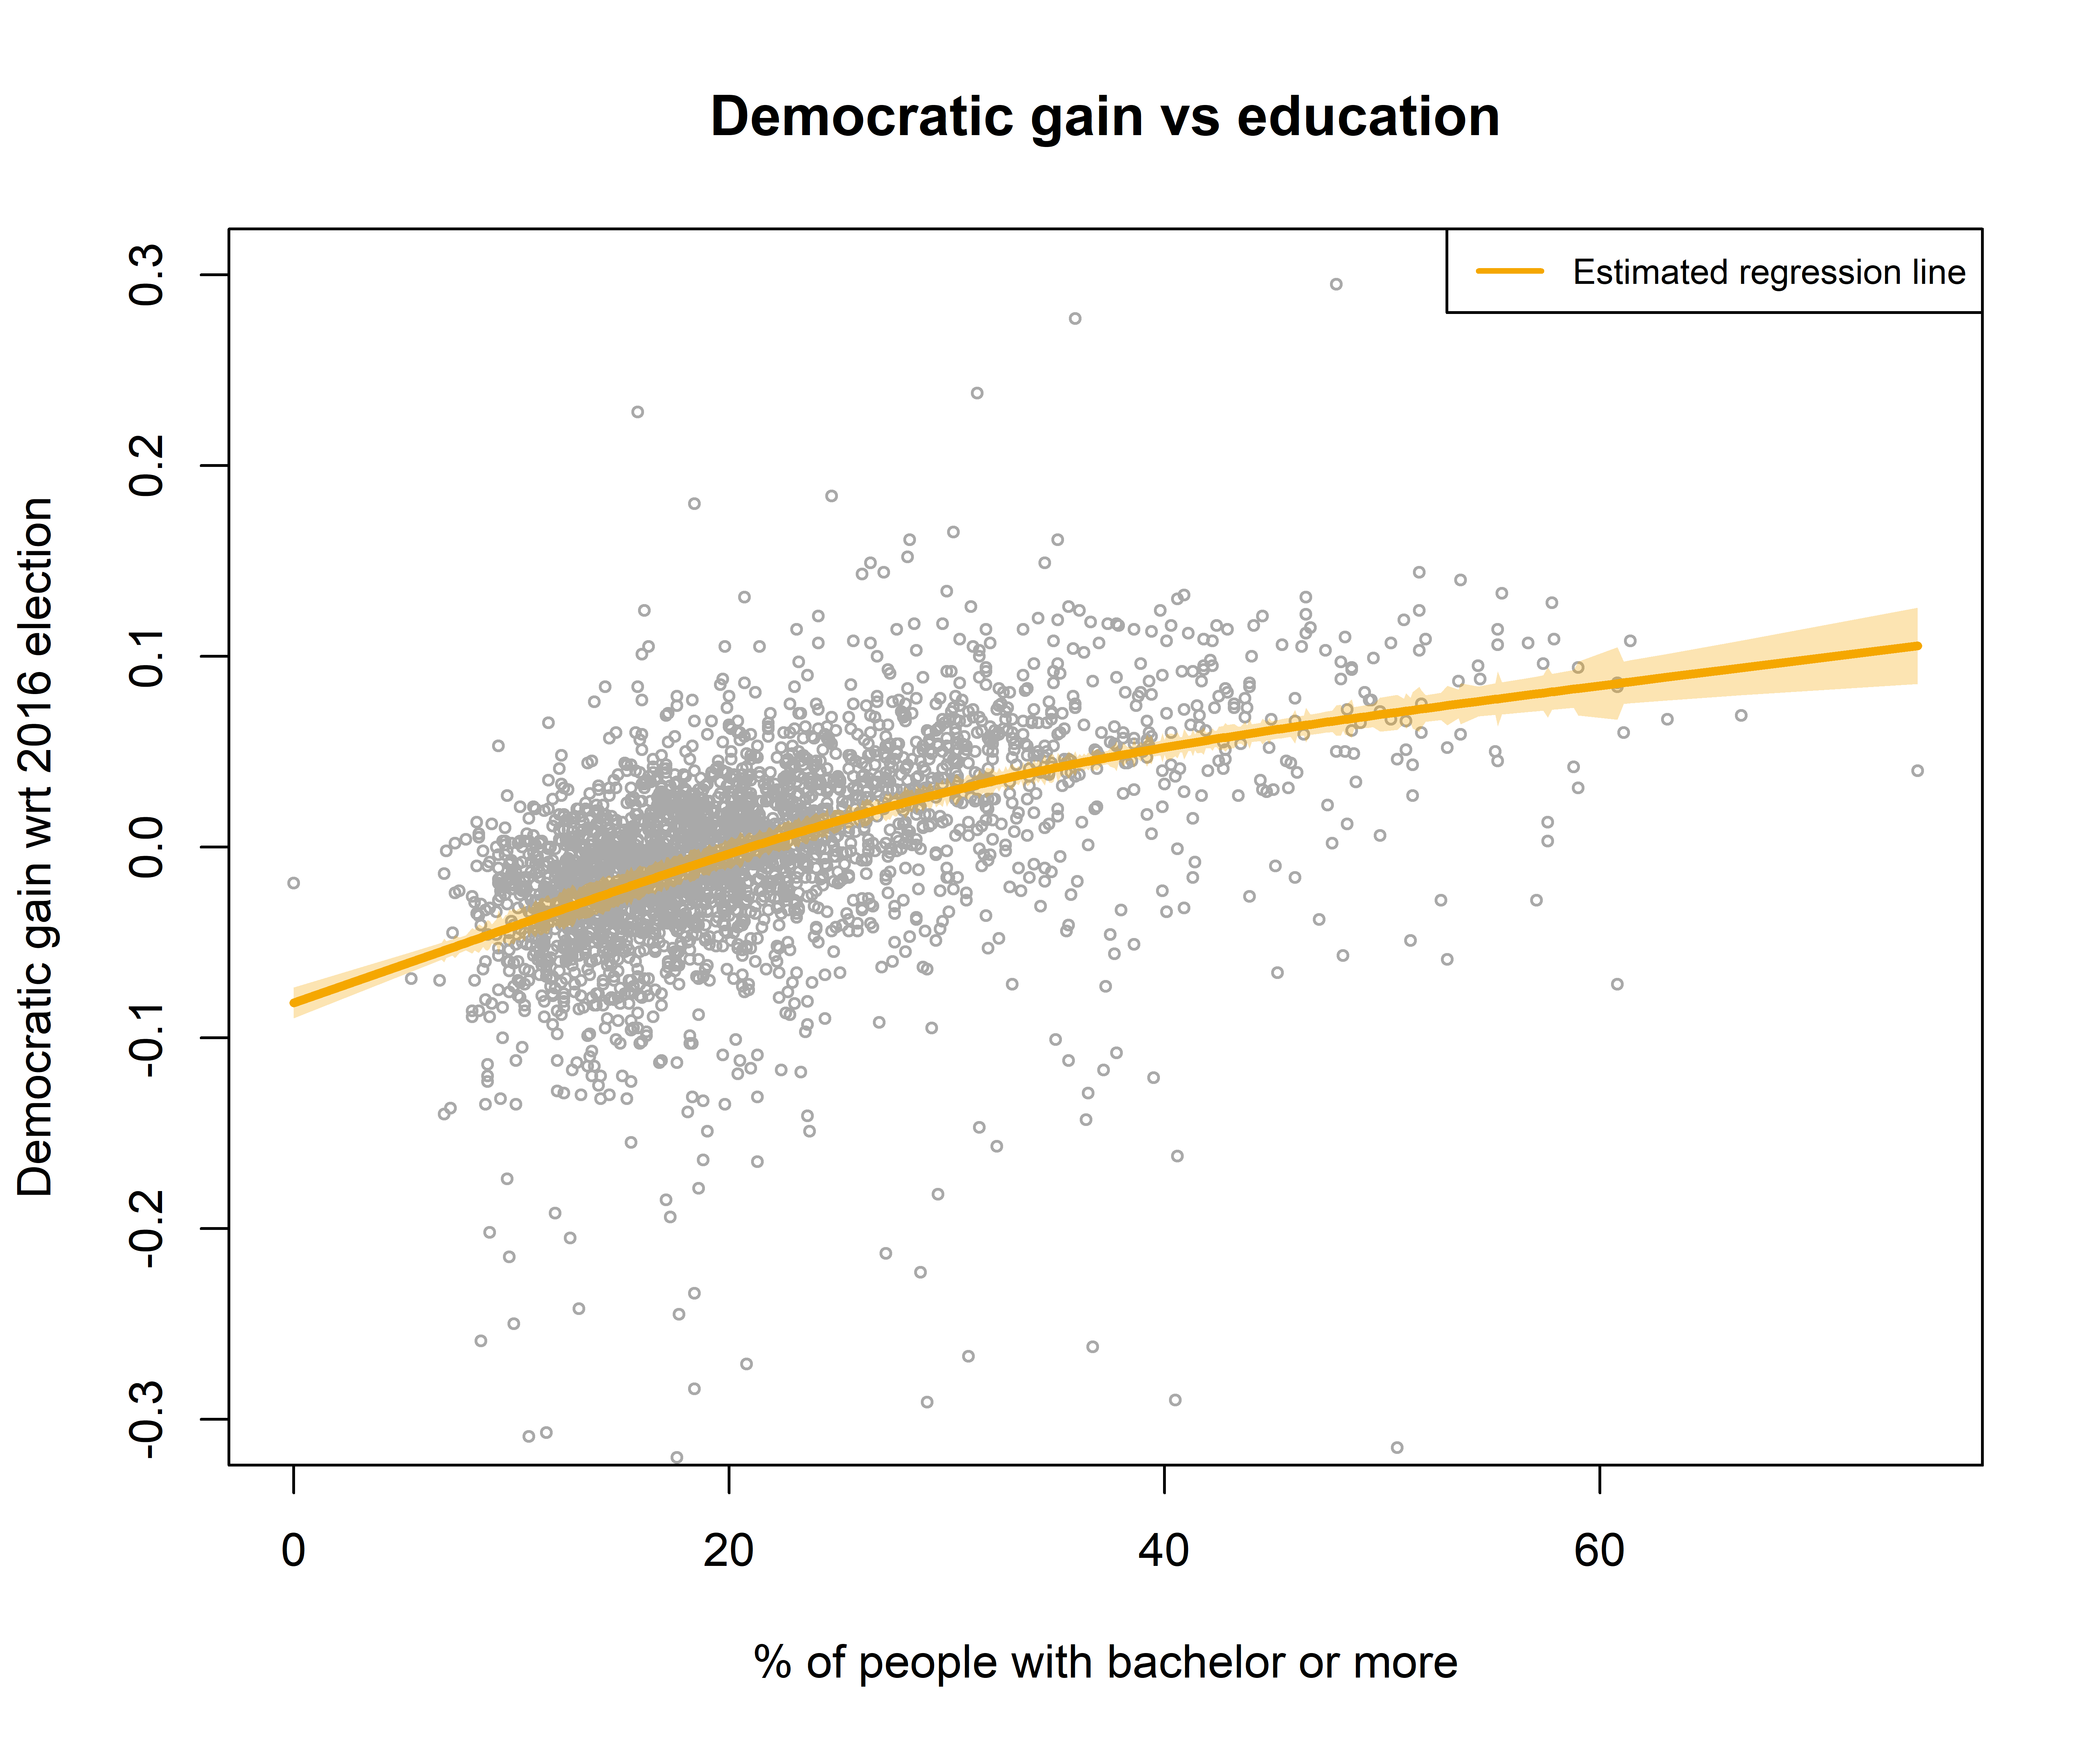 Democratic gain vs education
Estimated regression line
Democratic gain wrt 2016 election
0.3
0.2
0.1
0.0
-0.1
-0.2
-0.3
0 20 40 60
% of people with bachelor or more